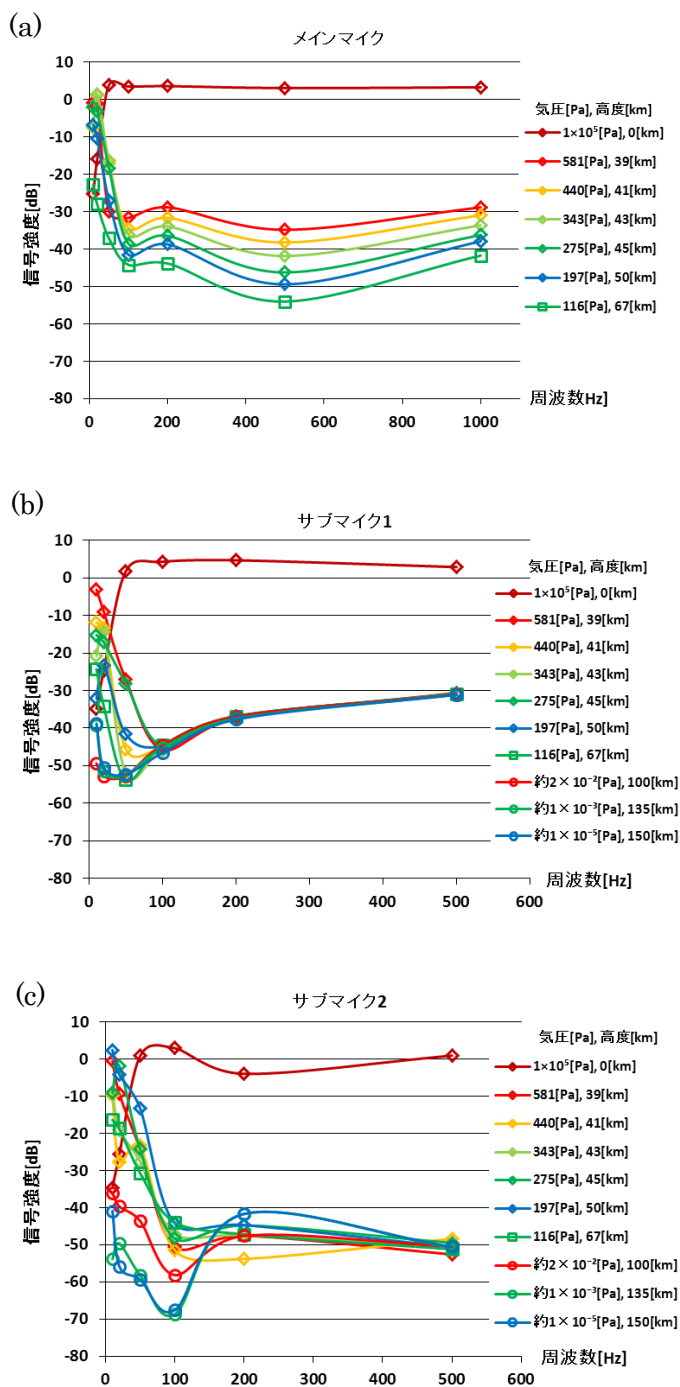 (a)
メインマイク
10
0
-10
-20
-30
-40
-50
-60
-70
-80
信号強度[dB]
0
200
400
600
800
1000
周波数Hz]
気圧[Pa], 高度[km]
1×10⁵[Pa], 0[km]
581[Pa], 39[km]
440[Pa], 41[km]
343[Pa], 43[km]
275[Pa], 45[km]
197[Pa], 50[km]
116[Pa], 67[km]
(b)
サブマイク1
10
0
-10
-20
-30
-40
-50
-60
-70
-80
信号強度[dB]
0
100
200
300
400
500
600
周波数[Hz]
気圧[Pa], 高度[km]
1×10⁵[Pa], 0[km]
581[Pa], 39[km]
440[Pa], 41[km]
343[Pa], 43[km]
275[Pa], 45[km]
197[Pa], 50[km]
116[Pa], 67[km]
約2×10⁻²[Pa], 100[km]
約1×10⁻³[Pa], 135[km]
約1×10⁻⁵[Pa], 150[km]
(c)
サブマイク2
10
0
-10
-20
-30
-40
-50
-60
-70
-80
信号強度[dB]
0
100
200
300
400
500
600
周波数[Hz]
気圧[Pa], 高度[km]
1×10⁵[Pa], 0[km]
581[Pa], 39[km]
440[Pa], 41[km]
343[Pa], 43[km]
275[Pa], 45[km]
197[Pa], 50[km]
116[Pa], 67[km]
約2×10⁻²[Pa], 100[km]
約1×10⁻³[Pa], 135[km]
約1×10⁻⁵[Pa], 150[km]